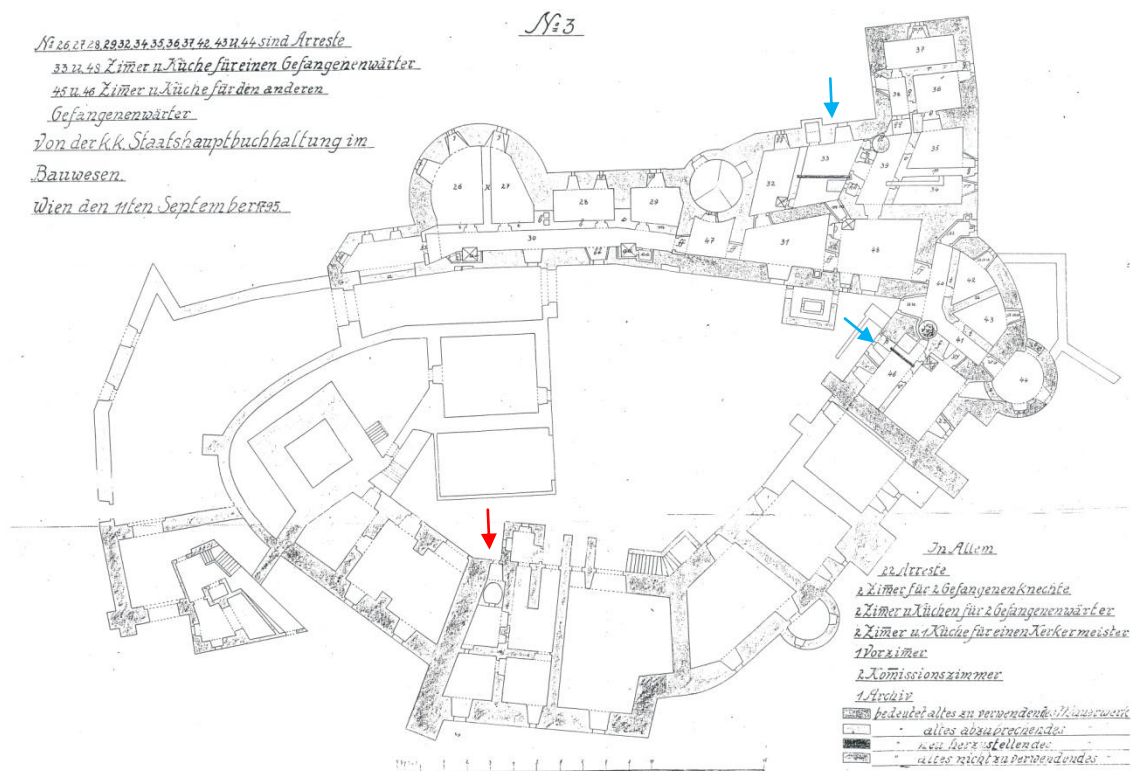 No 3
No 26,27,28,29,32,34,35,36,37,42,43 u. 44 sind Arreste
33 u. 48 Zimer u. Küche für einen Gefangenenwärter
45 u. 46 Zimer u. Küche für den anderen
Gefangenenwärter
Von der k.k. Staatshauptbuchhaltung im
Bauwesen.
Wien den 11ten September 1795.
37
38
36
35
34
39
33
32
26
27
28
29
30
47
31
48
40
42
43
41
44
46
In Allem
22 Arreste
2 Zimer für 2 Gefangenenknechte
2 Zimer u Küchen für 2 Gefangenenwärter
2 Zimer u. 1 Küche für einen Kerkermeister
1 Vorzimer
2 Komissionszimmer
1 Archiv
bedeutet altes zu verwendendes Mauerwerk
" altes abzubrechendes "
" neu herzustellendes "
" altes nicht zu verwendendes "